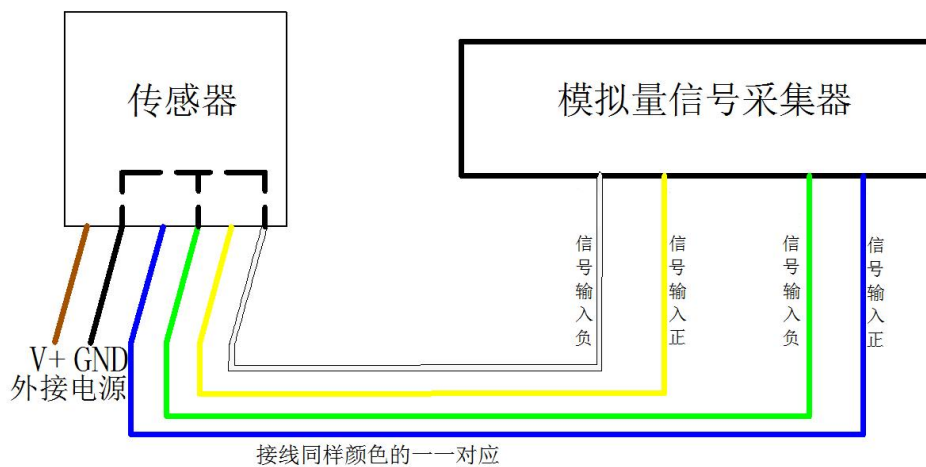 传感器
模拟量信号采集器
信号输入负
信号输入正
信号输入负
信号输入正
V+ GND
外接电源
接线同样颜色的一一对应